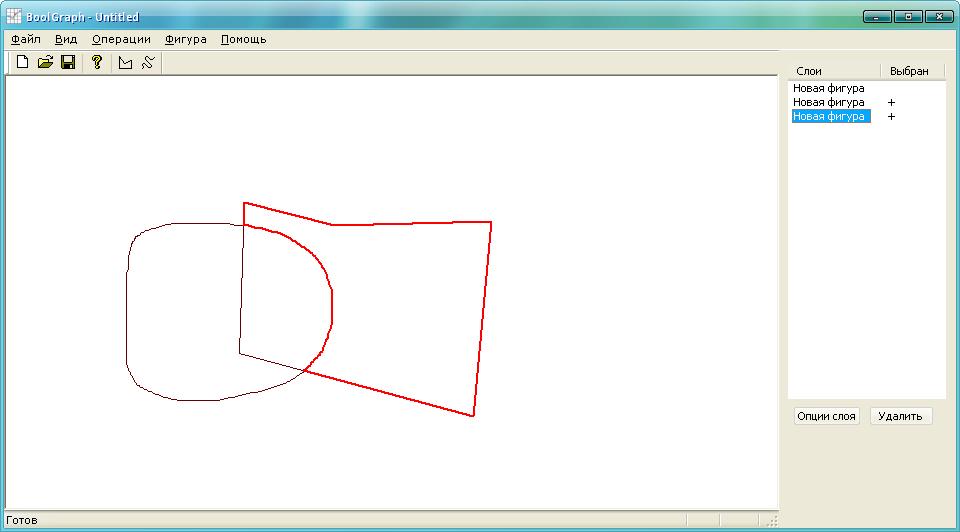 BoolGraph - Untitled
Файл Вид Операции Фигура Помощь
Слои Выбран
Новая фигура
Новая фигура +
Новая фигура +
Опции слоя Удалить
Готов